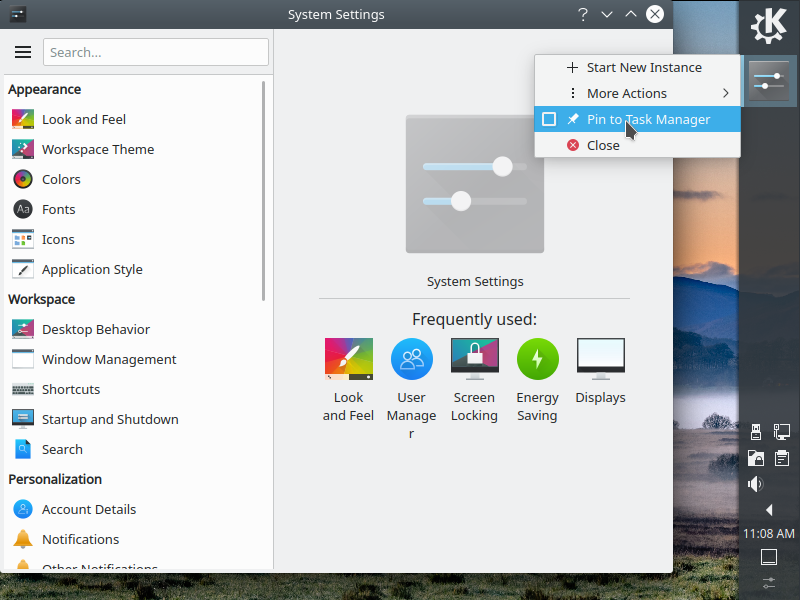 System Settings
Search...
Appearance
Look and Feel
Workspace Theme
Colors
Aa
Fonts
Icons
Application Style
Workspace
Desktop Behavior
Window Management
Shortcuts
Startup and Shutdown
Search
Personalization
Account Details
Notifications
Other Notifications
System Settings
Frequently used:
Look
and Feel
User
Manage
r
Screen
Locking
Energy
Saving
Displays
Start New Instance
More Actions
Pin to Task Manager
Close
11:08 AM